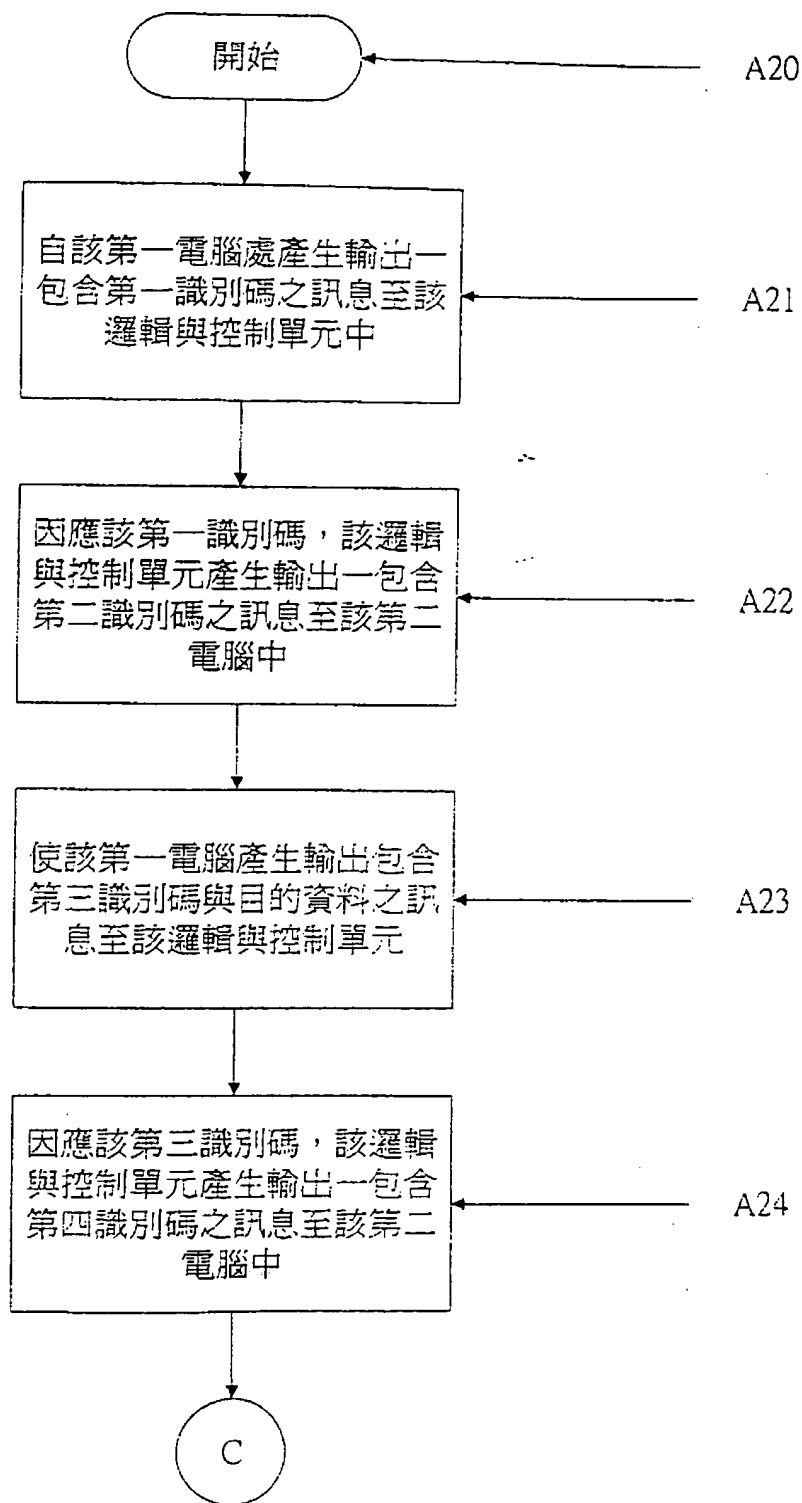 開始
A20
自該第一電腦處產生輸出一
包含第一識別碼之訊息至該
邏輯與控制單元中
A21
因應該第一識別碼，該邏輯
與控制單元產生輸出一包含
第二識別碼之訊息至該第二
電腦中
A22
使該第一電腦產生輸出包含
第三識別碼與目的資料之訊
息至該邏輯與控制單元
A23
因應該第三識別碼，該邏輯
與控制單元產生輸出一包含
第四識別碼之訊息至該第二
電腦中
A24
C